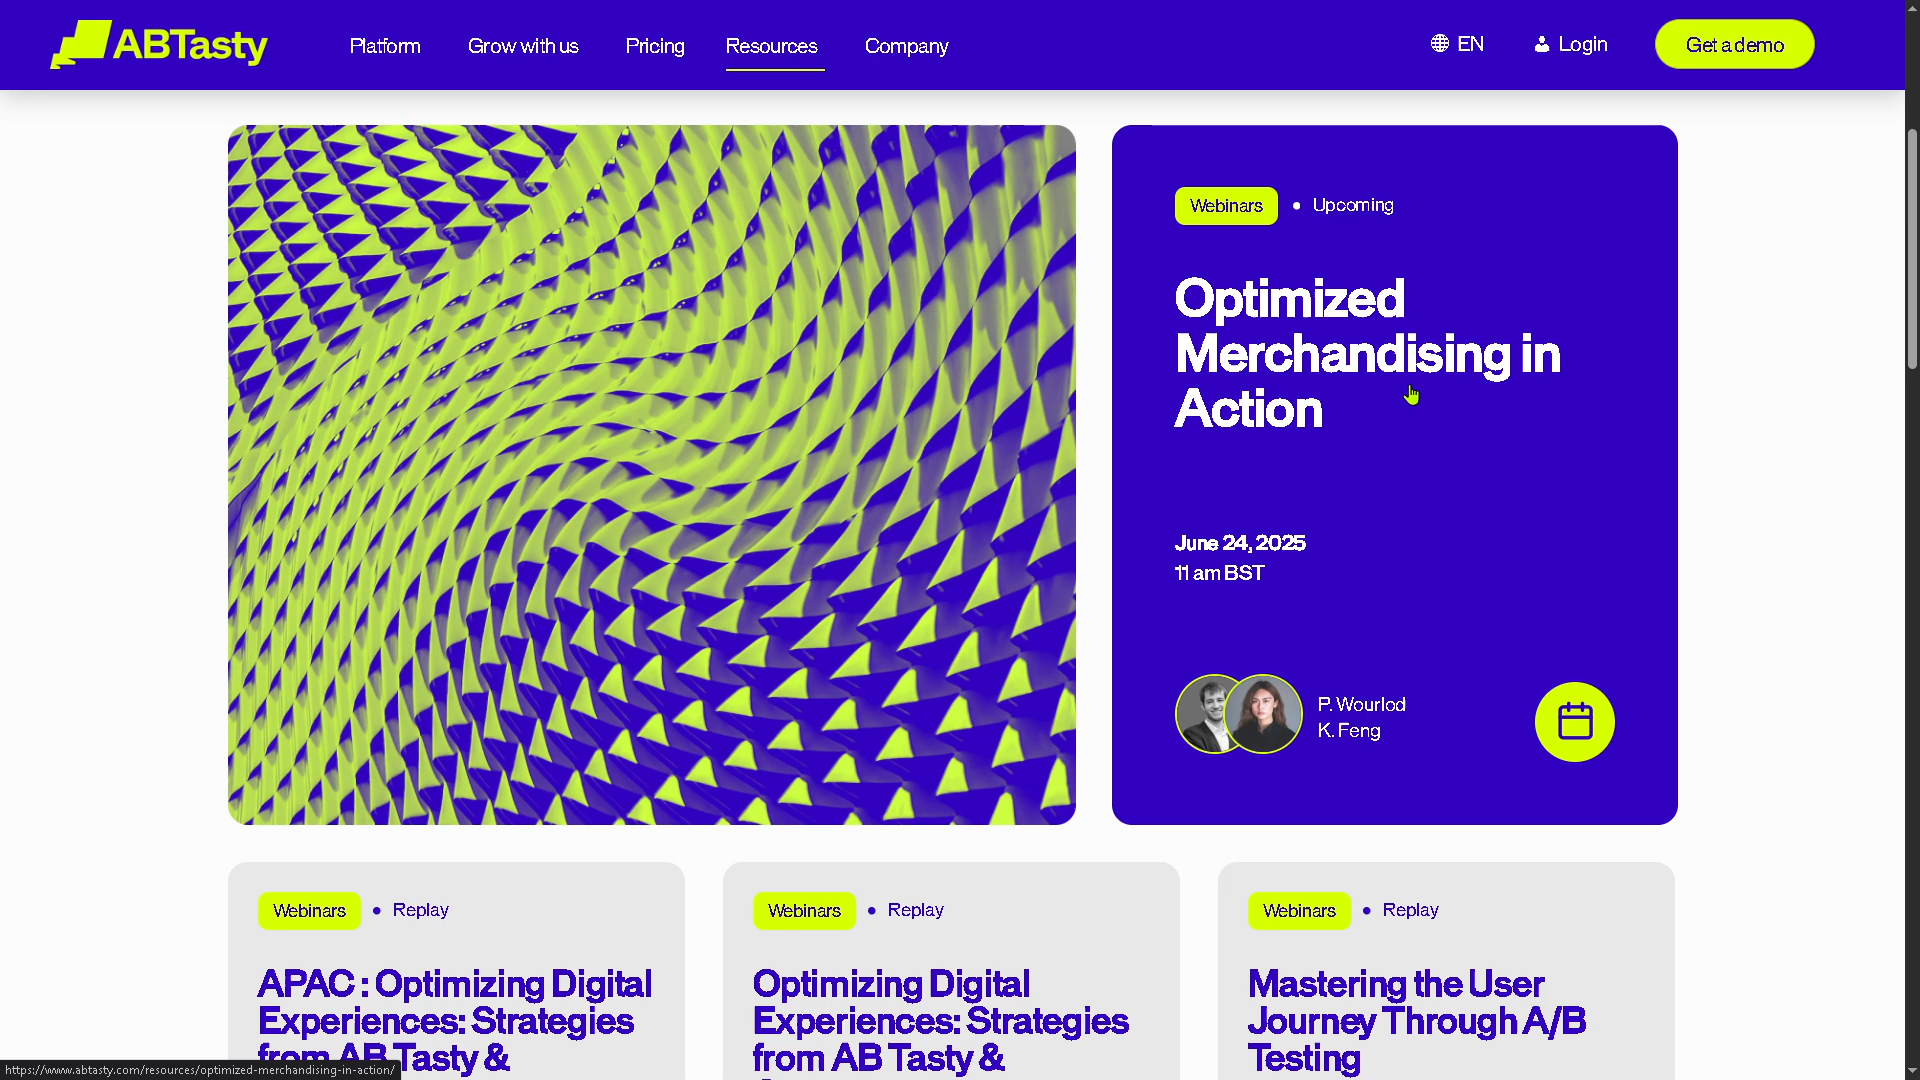 ABTasty
Platform
Grow with us
Pricing
Resources
Company
EN
Login
Get a demo
Webinars
• Upcoming
Optimized
Merchandising in
Action
June 24, 2025
11 am BST
P. Wourlod
K. Feng
Webinars
• Replay
APAC : Optimizing Digital
Experiences: Strategies
from AB Tasty &
Webinars
• Replay
Optimizing Digital
Experiences: Strategies
from AB Tasty &
Webinars
• Replay
Mastering the User
Journey Through A/B
Testing
https://www.abtasty.com/resources/optimized-merchandising-in-action/